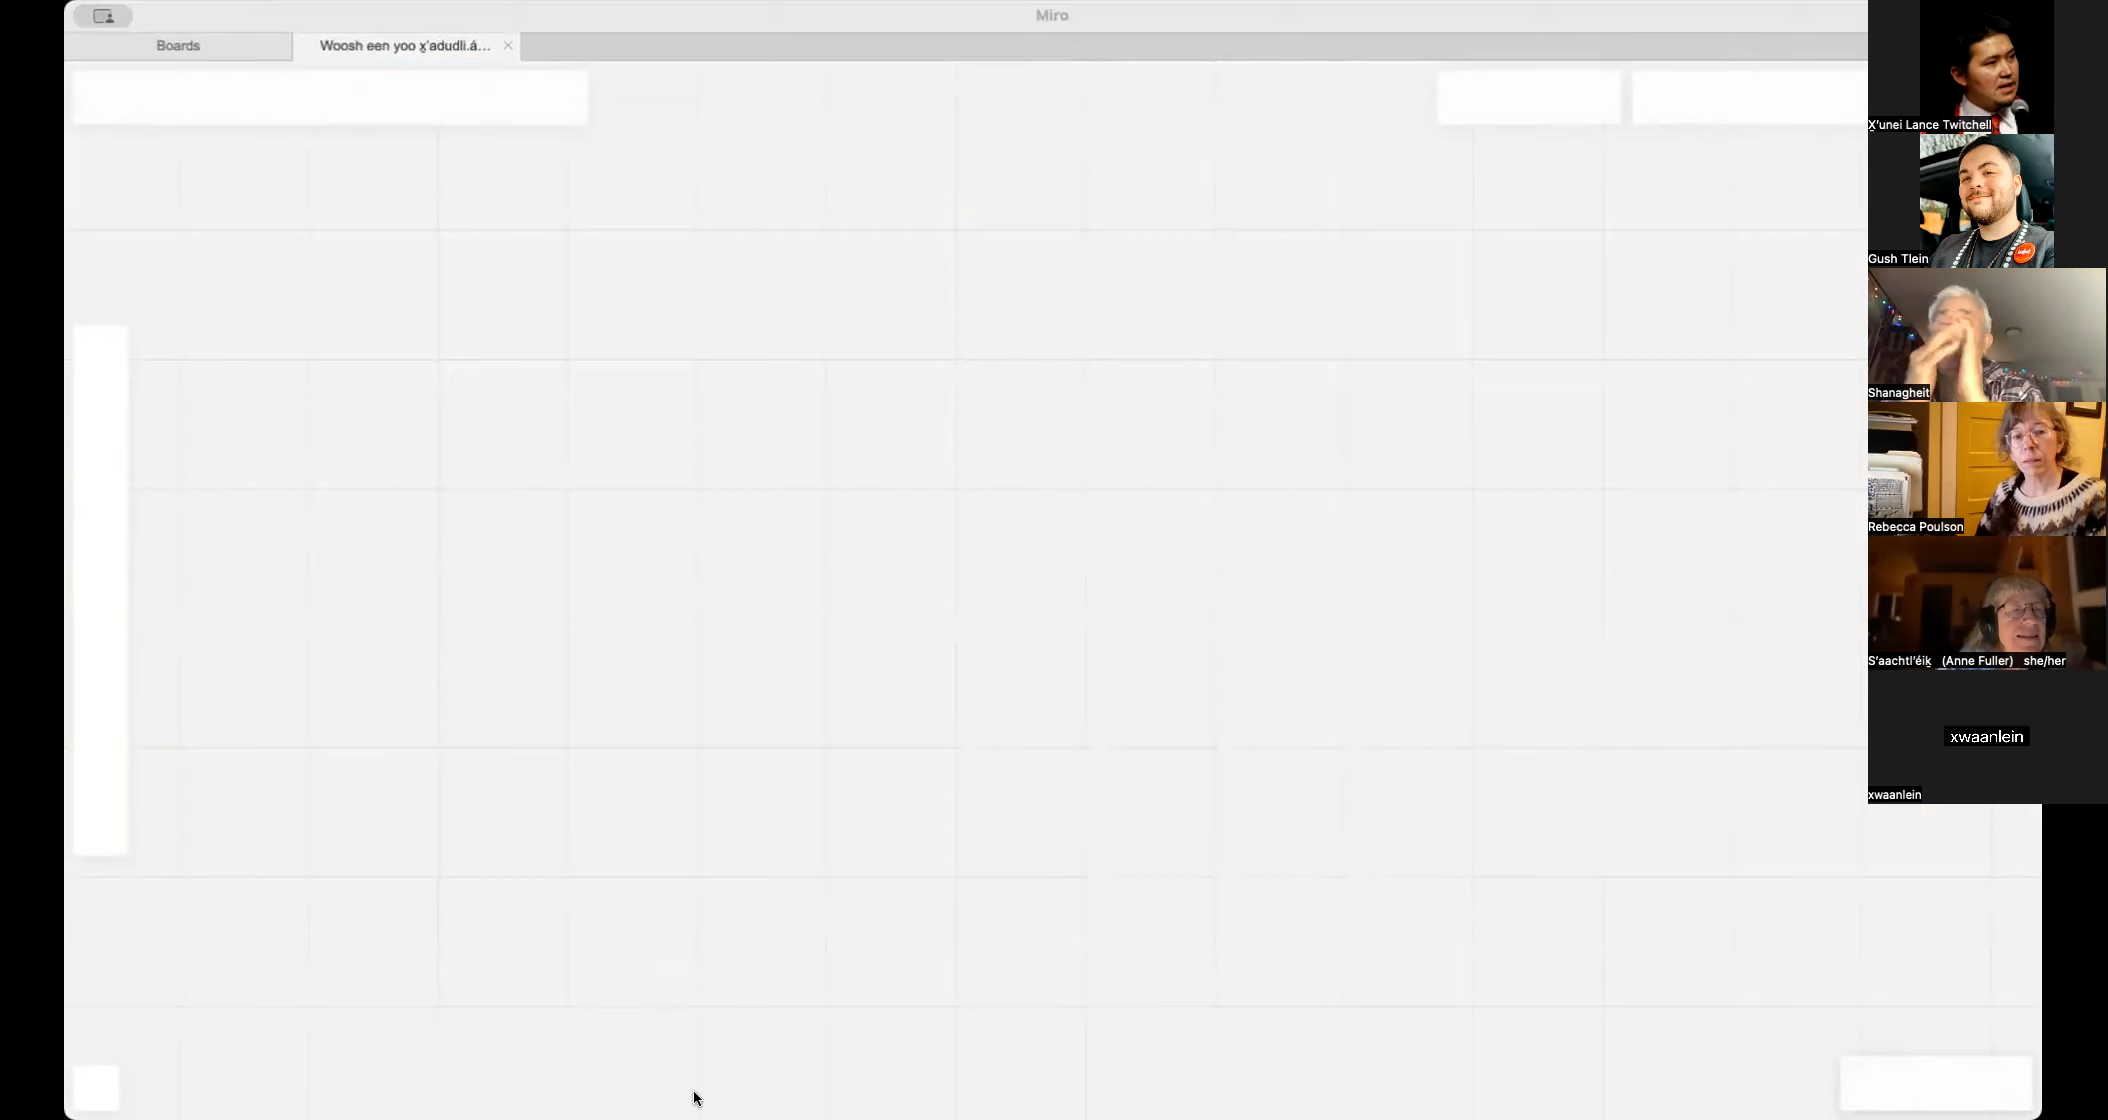 Miro
Boards
Woosh een yoo x̱'adudli.á...
X̱'unei Lance Twitchell
Gush Tlein
Shanagheit
Rebecca Poulson
S'aachtl'éiḵ (Anne Fuller) she/her
xwaanlein
xwaanlein